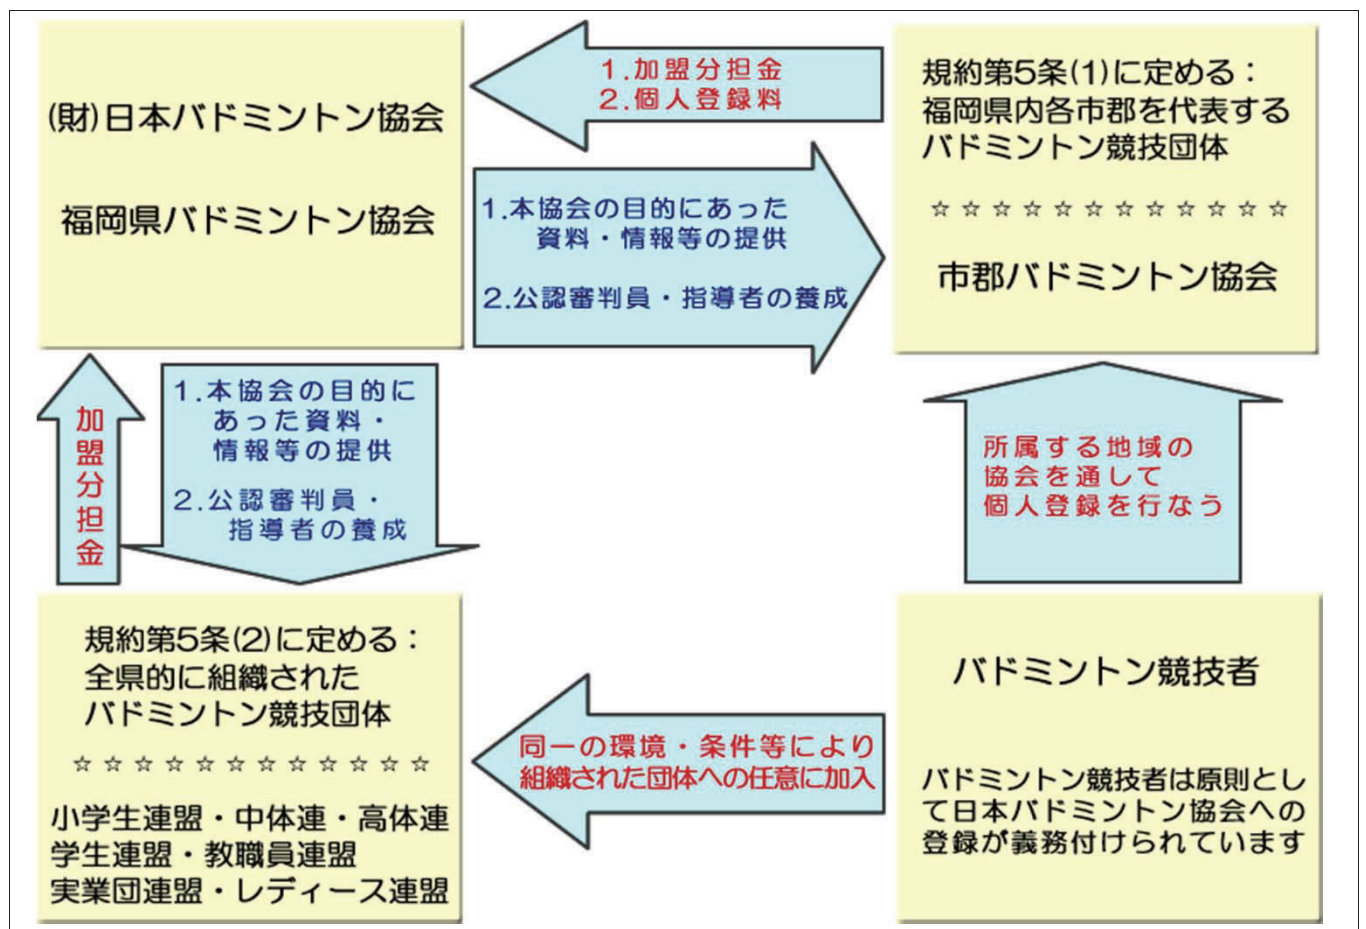 (財)日本バドミントン協会
福岡県バドミントン協会
1.加盟分担金
2.個人登録料
規約第5条(1)に定める：
福岡県内各市郡を代表する
バドミントン競技団体
☆☆☆☆☆☆☆☆☆☆☆☆
市郡バドミントン協会
1.本協会の目的にあった
資料・情報等の提供
2.公認審判員・指導者の養成
加盟分担金
1.本協会の目的に
あった資料・
情報等の提供
2.公認審判員・
指導者の養成
所属する地域の
協会を通して
個人登録を行なう
規約第5条(2)に定める：
全県的に組織された
バドミントン競技団体
☆☆☆☆☆☆☆☆☆☆☆☆
小学生連盟・中体連・高体連
学生連盟・教職員連盟
実業団連盟・レディース連盟
同一の環境・条件等により
組織された団体への任意に加入
バドミントン競技者
バドミントン競技者は原則とし
て日本バドミントン協会への
登録が義務付けられています